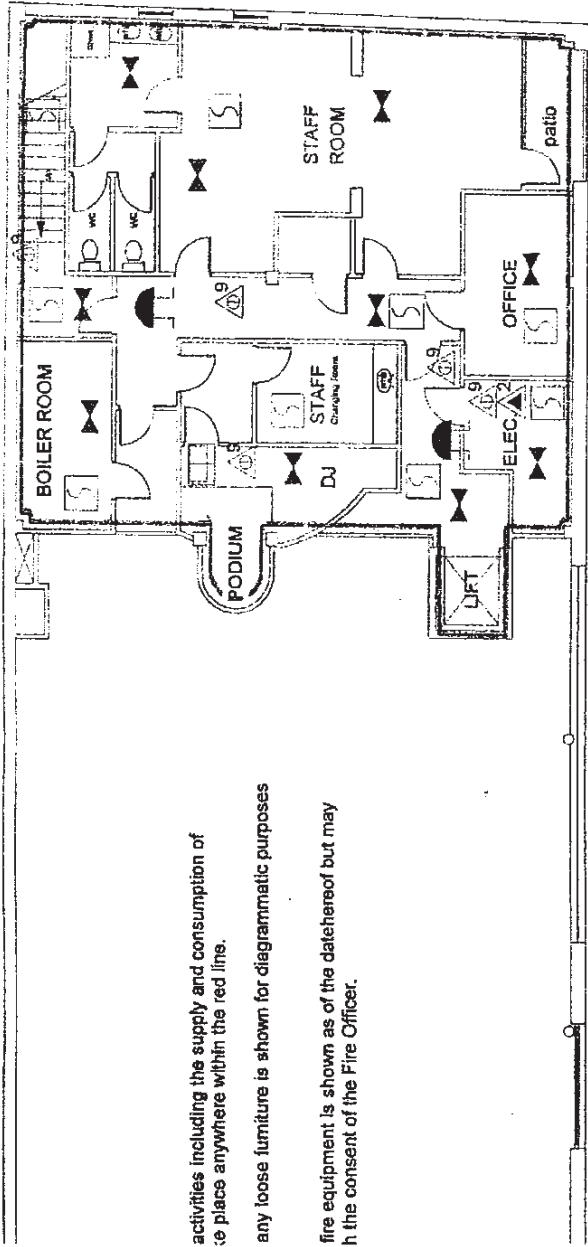 BOILER ROOM
WC
WC
STAFF
ROOM
patio
9
9
9
9
2
OFFICE
STAFF
Changing Room
ELEC.
DJ
PODIUM
LIFT
activities including the supply and consumption of
ke place anywhere within the red line.
any loose furniture is shown for diagrammatic purposes
fire equipment is shown as of the datehereof but may
h the consent of the Fire Officer.